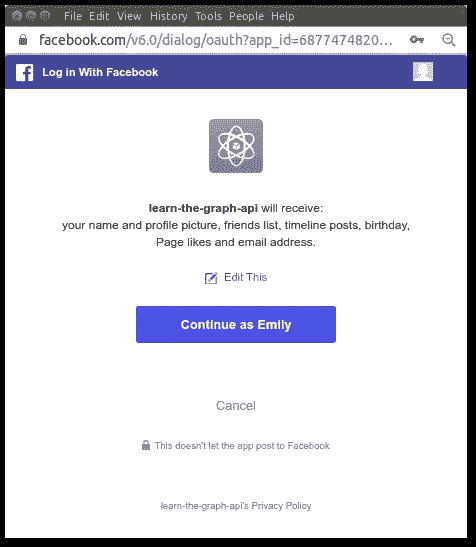 File Edit View History Tools People Help
facebook.com/v6.0/dialog/oauth?app_id=6877474820...
Log in With Facebook
learn-the-graph-api will receive:
your name and profile picture, friends list, timeline posts, birthday,
Page likes and email address.
Edit This
Continue as Emily
Cancel
This doesn't let the app post to Facebook
learn-the-graph-api's Privacy Policy